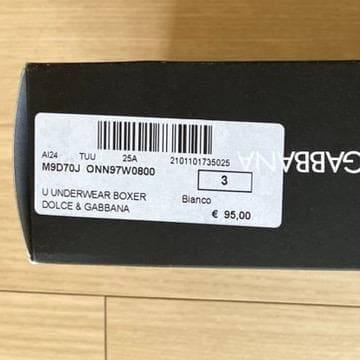 AI24 TUU 25A 2101101735025
M9D70J ONN97W0800
3
U UNDERWEAR BOXER Bianco
DOLCE & GABBANA
€ 95,00
GABBANA